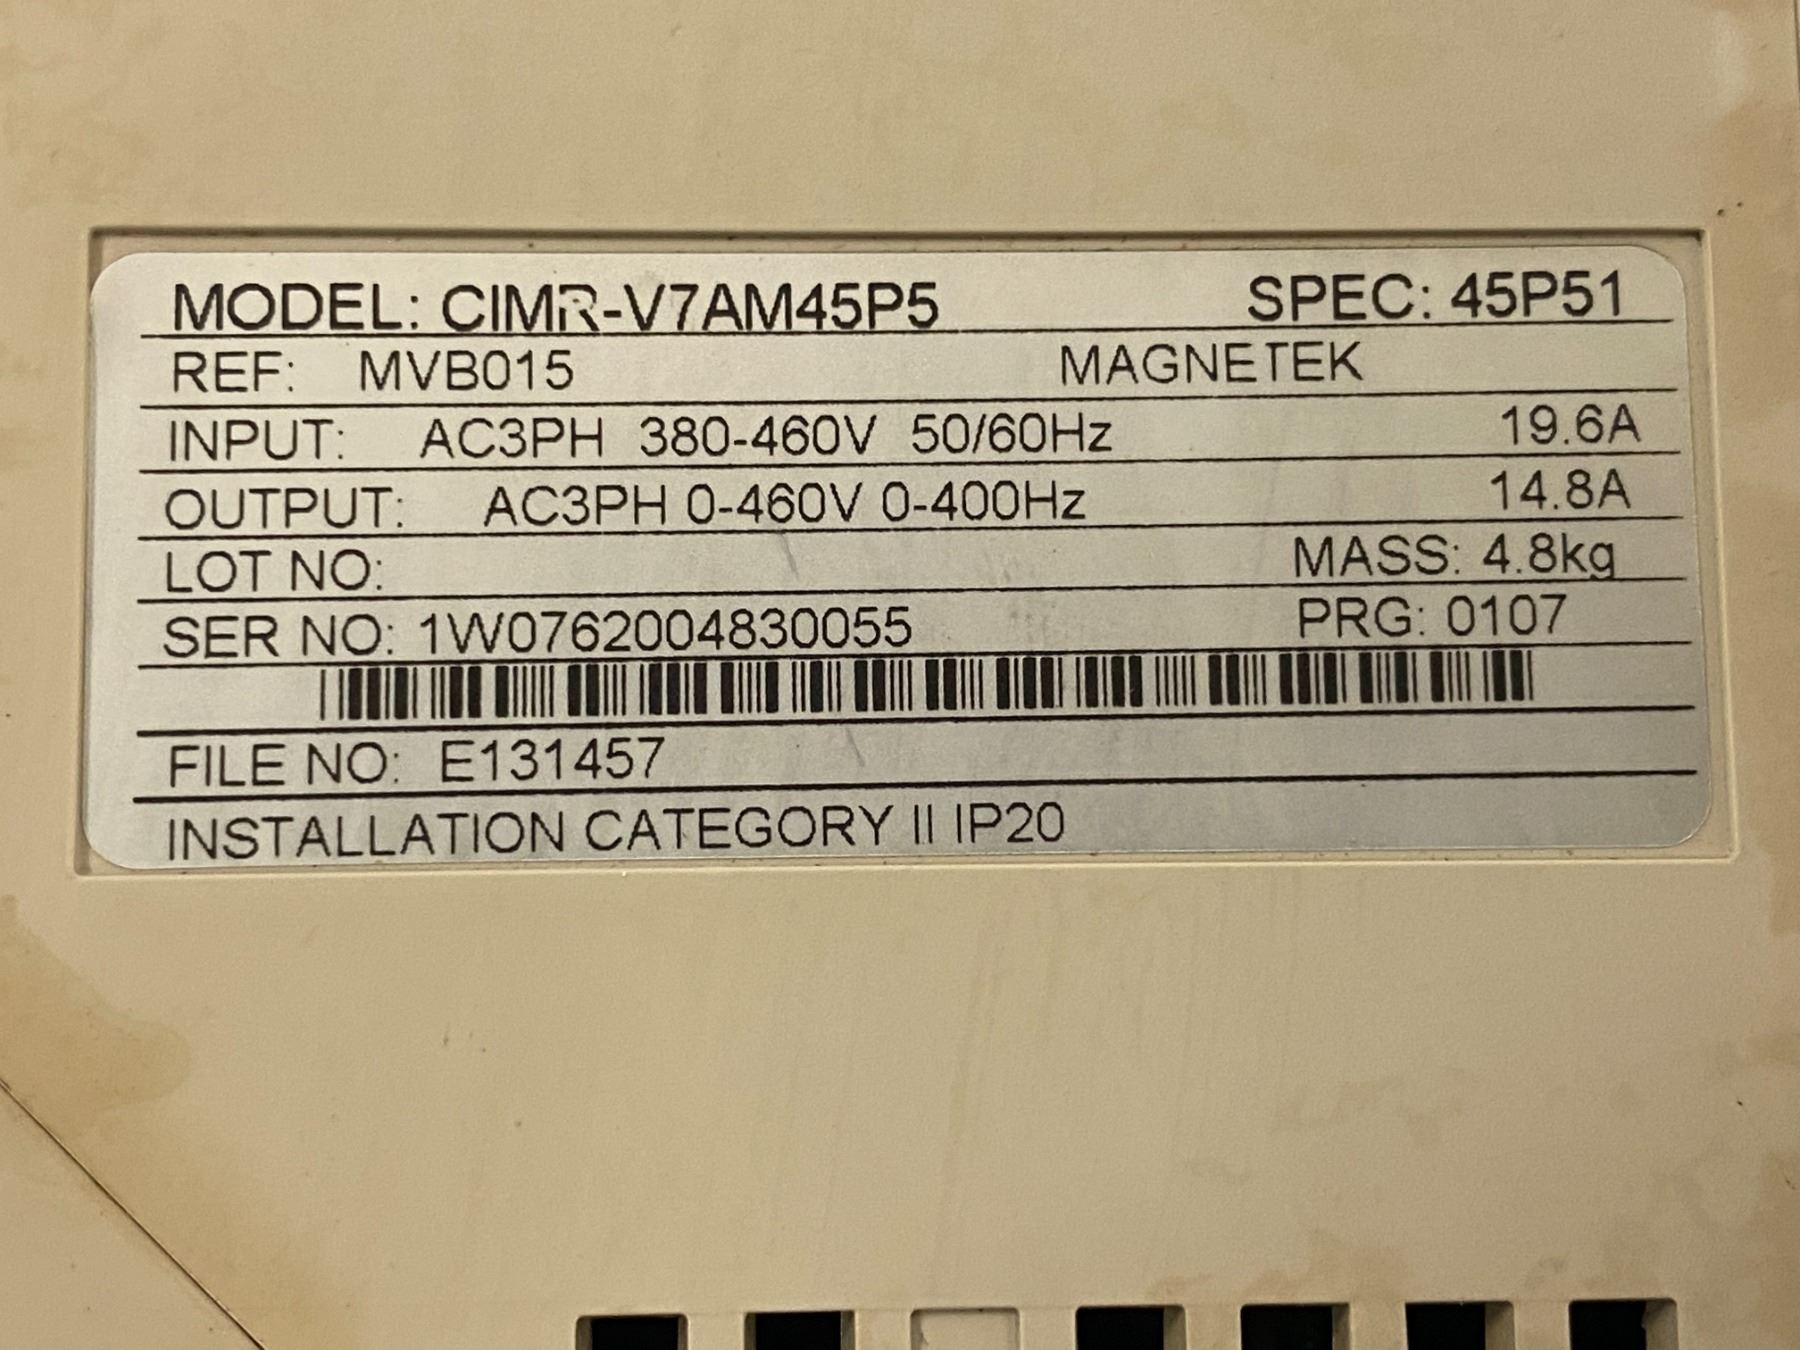 MODEL: CIMR-V7AM45P5 SPEC: 45P51
REF: MVB015 MAGNETEK
INPUT: AC3PH 380-460V 50/60Hz 19.6A
OUTPUT: AC3PH 0-460V 0-400Hz 14.8A
LOT NO: MASS: 4.8kg
SER NO: 1W0762004830055 PRG: 0107
FILE NO: E131457
INSTALLATION CATEGORY II IP20